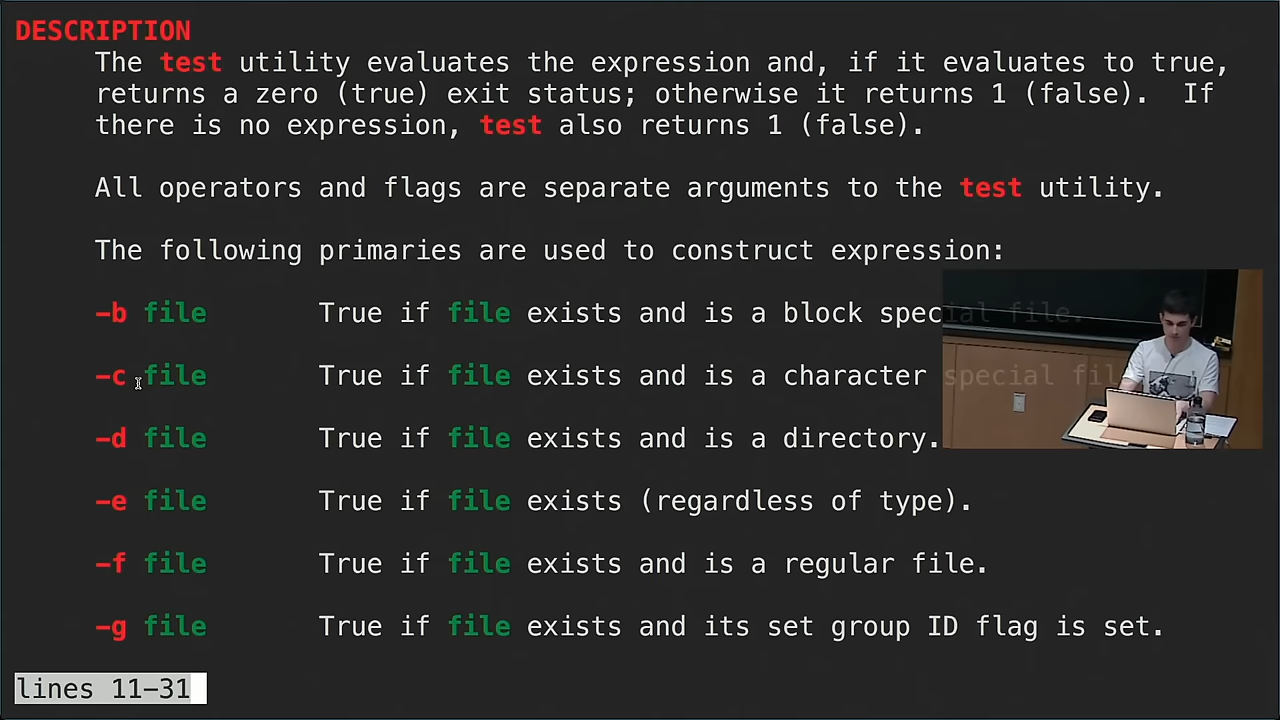 DESCRIPTION
The test utility evaluates the expression and, if it evaluates to true,
returns a zero (true) exit status; otherwise it returns 1 (false). If
there is no expression, test also returns 1 (false).
All operators and flags are separate arguments to the test utility.
The following primaries are used to construct expression:
-b file True if file exists and is a block special file.
-c file True if file exists and is a character special fil
-d file True if file exists and is a directory.
-e file True if file exists (regardless of type).
-f file True if file exists and is a regular file.
-g file True if file exists and its set group ID flag is set.
lines 11-31